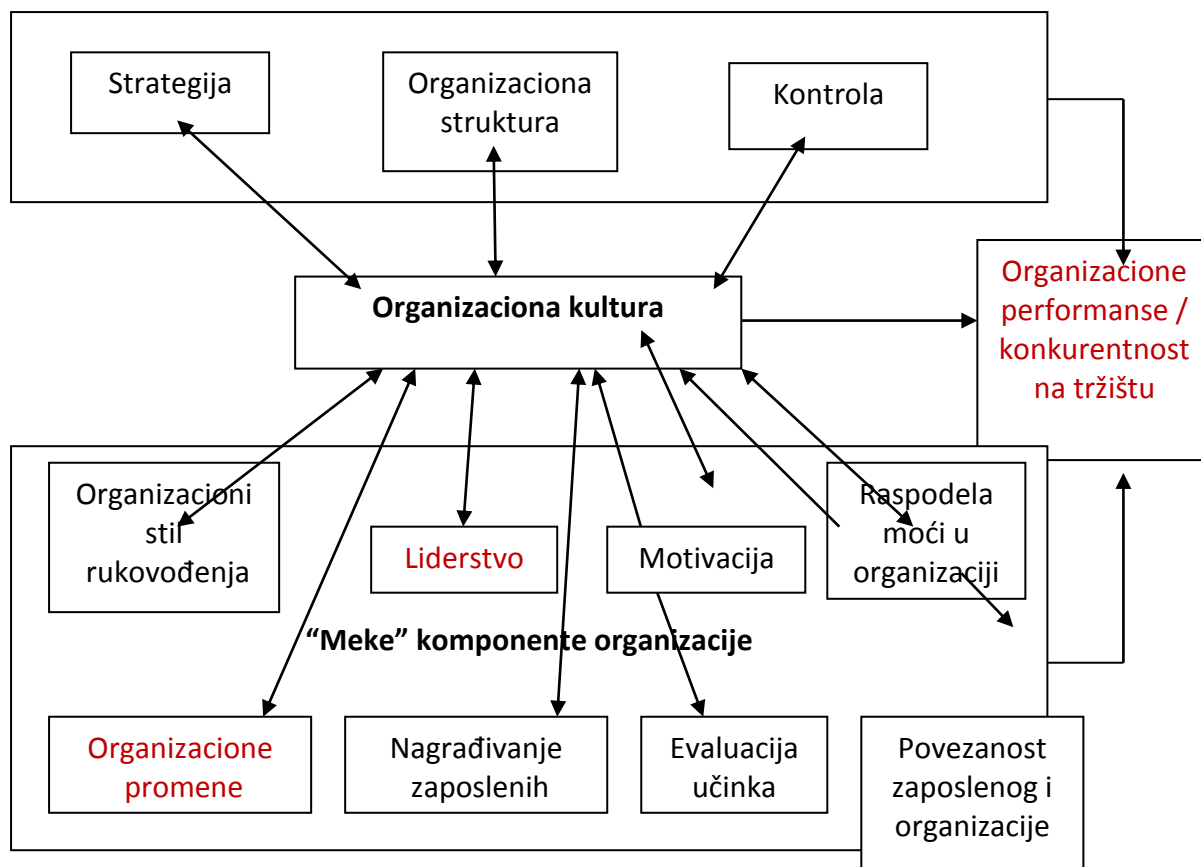 Strategija
Organizaciona
struktura
Kontrola
Organizaciona kultura
Organizacione
performanse /
konkurentnost
na tržištu
Organizacioni
stil
rukovođenja
Liderstvo
Motivacija
Raspodela
moći u
organizaciji
“Meke” komponente organizacije
Organizacione
promene
Nagrađivanje
zaposlenih
Evaluacija
učinka
Povezanost
zaposlenog i
organizacije